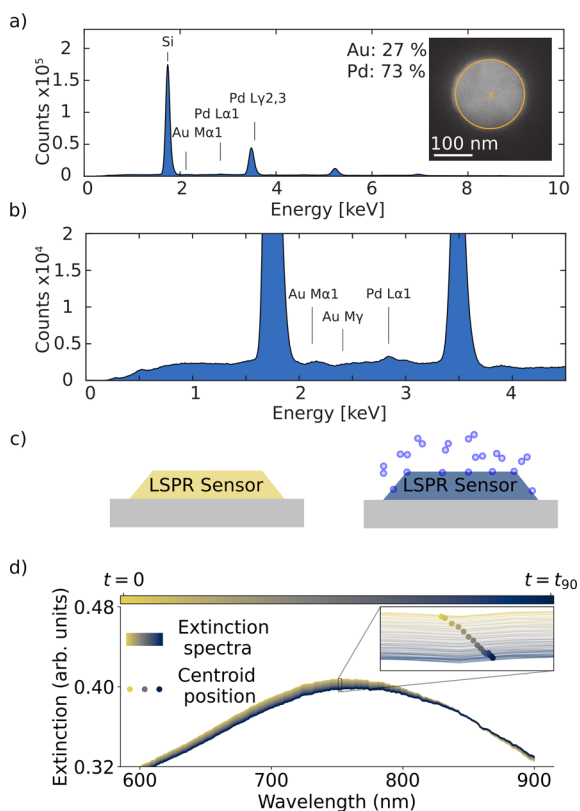 a)
2
1.5
1
0.5
0
Counts x10⁵
Si
Au Mα1
Pd Lα1
Pd Lγ2,3
Au: 27 %
Pd: 73 %
100 nm
0 2 4 6 8 10
Energy [keV]
b)
2
1.5
1
0.5
0
Counts x10⁴
Au Mα1
Au Mγ
Pd Lα1
0 1 2 3 4
Energy [keV]
c)
LSPR Sensor
LSPR Sensor
d)
t = 0
t = t₉₀
0.48
0.40
0.32
Extinction (arb. units)
Extinction
spectra
Centroid
position
600 700 800 900
Wavelength (nm)